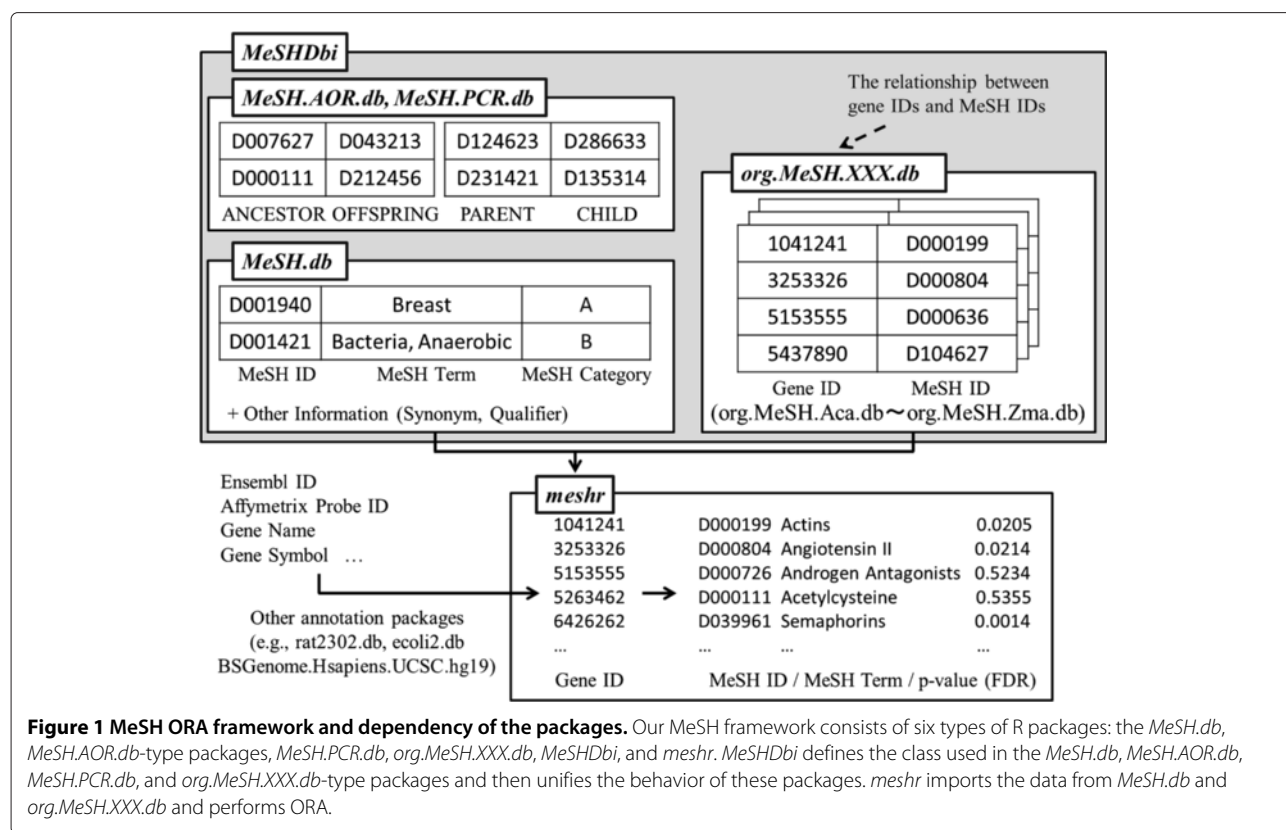 MeSHDbi
MeSH.AOR.db, MeSH.PCR.db
D007627 D043213 D124623 D286633
D000111 D212456 D231421 D135314
ANCESTOR OFFSPRING PARENT CHILD
The relationship between
gene IDs and MeSH IDs
org.MeSH.XXX.db
1041241 D000199
3253326 D000804
5153555 D000636
5437890 D104627
Gene ID MeSH ID
(org.MeSH.Aca.db～org.MeSH.Zma.db)
MeSH.db
D001940 Breast A
D001421 Bacteria, Anaerobic B
MeSH ID MeSH Term MeSH Category
+ Other Information (Synonym, Qualifier)
Ensembl ID
Affymetrix Probe ID
Gene Name
Gene Symbol …
Other annotation packages
(e.g., rat2302.db, ecoli2.db
BSGenome.Hsapiens.UCSC.hg19)
meshr
1041241 D000199 Actins 0.0205
3253326 D000804 Angiotensin II 0.0214
5153555 D000726 Androgen Antagonists 0.5234
5263462 D000111 Acetylcysteine 0.5355
6426262 D039961 Semaphorins 0.0014
... ... ... ...
Gene ID MeSH ID / MeSH Term / p-value (FDR)
Figure 1 MeSH ORA framework and dependency of the packages. Our MeSH framework consists of six types of R packages: the MeSH.db,
MeSH.AOR.db-type packages, MeSH.PCR.db, org.MeSH.XXX.db, MeSHDbi, and meshr. MeSHDbi defines the class used in the MeSH.db, MeSH.AOR.db,
MeSH.PCR.db, and org.MeSH.XXX.db-type packages and then unifies the behavior of these packages. meshr imports the data from MeSH.db and
org.MeSH.XXX.db and performs ORA.